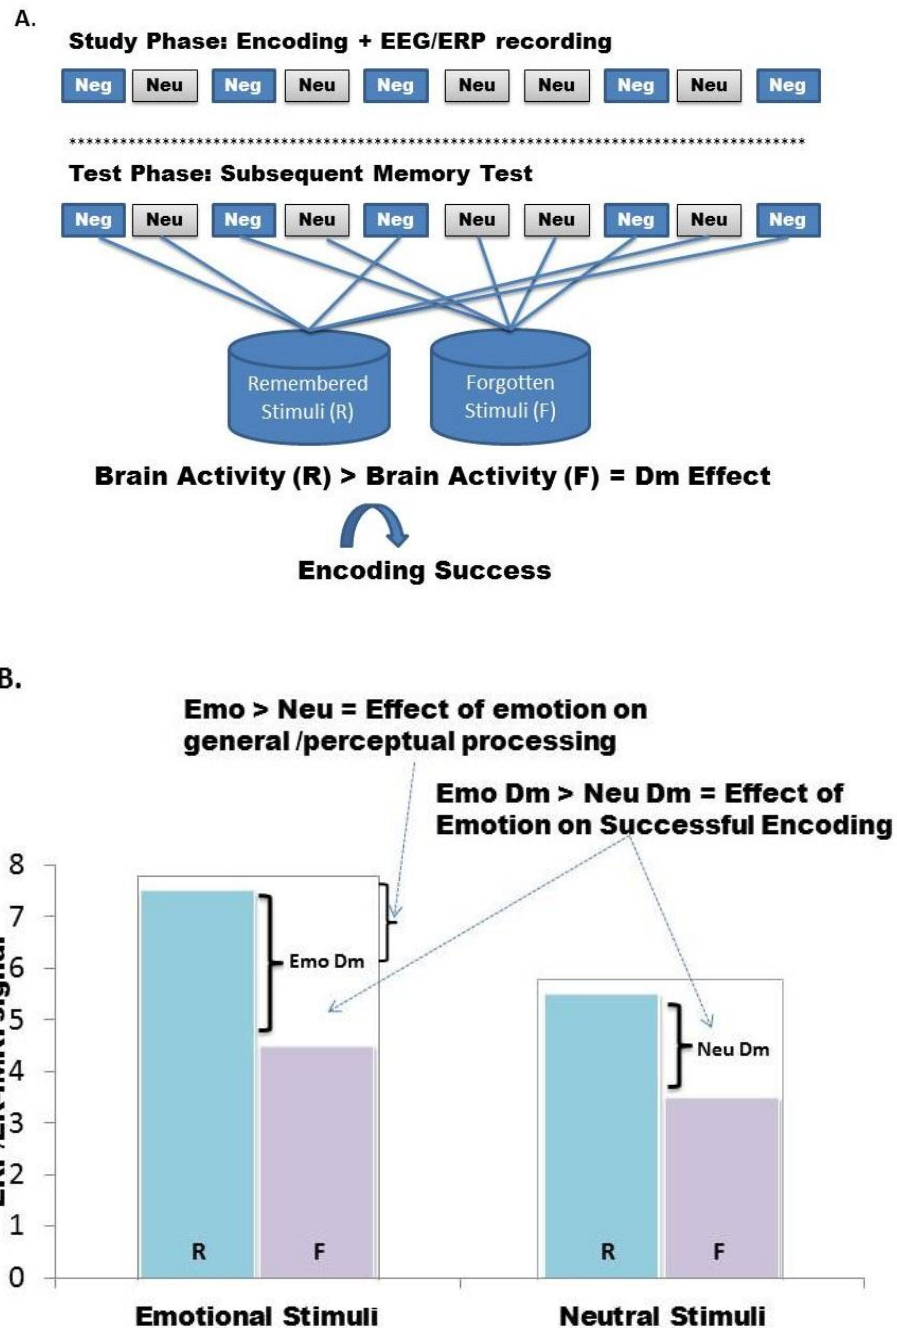 A.
Study Phase: Encoding + EEG/ERP recording
Neg Neu Neg Neu Neg Neu Neu Neg Neu Neg
********************************************************************************
Test Phase: Subsequent Memory Test
Neg Neu Neg Neu Neg Neu Neu Neg Neu Neg
Remembered
Stimuli (R)
Forgotten
Stimuli (F)
Brain Activity (R) > Brain Activity (F) = Dm Effect
Encoding Success
B.
Emo > Neu = Effect of emotion on
general /perceptual processing
Emo Dm > Neu Dm = Effect of
Emotion on Successful Encoding
8
7
6
5
4
3
2
1
0
Emo Dm
Neu Dm
R
F
R
F
Emotional Stimuli
Neutral Stimuli